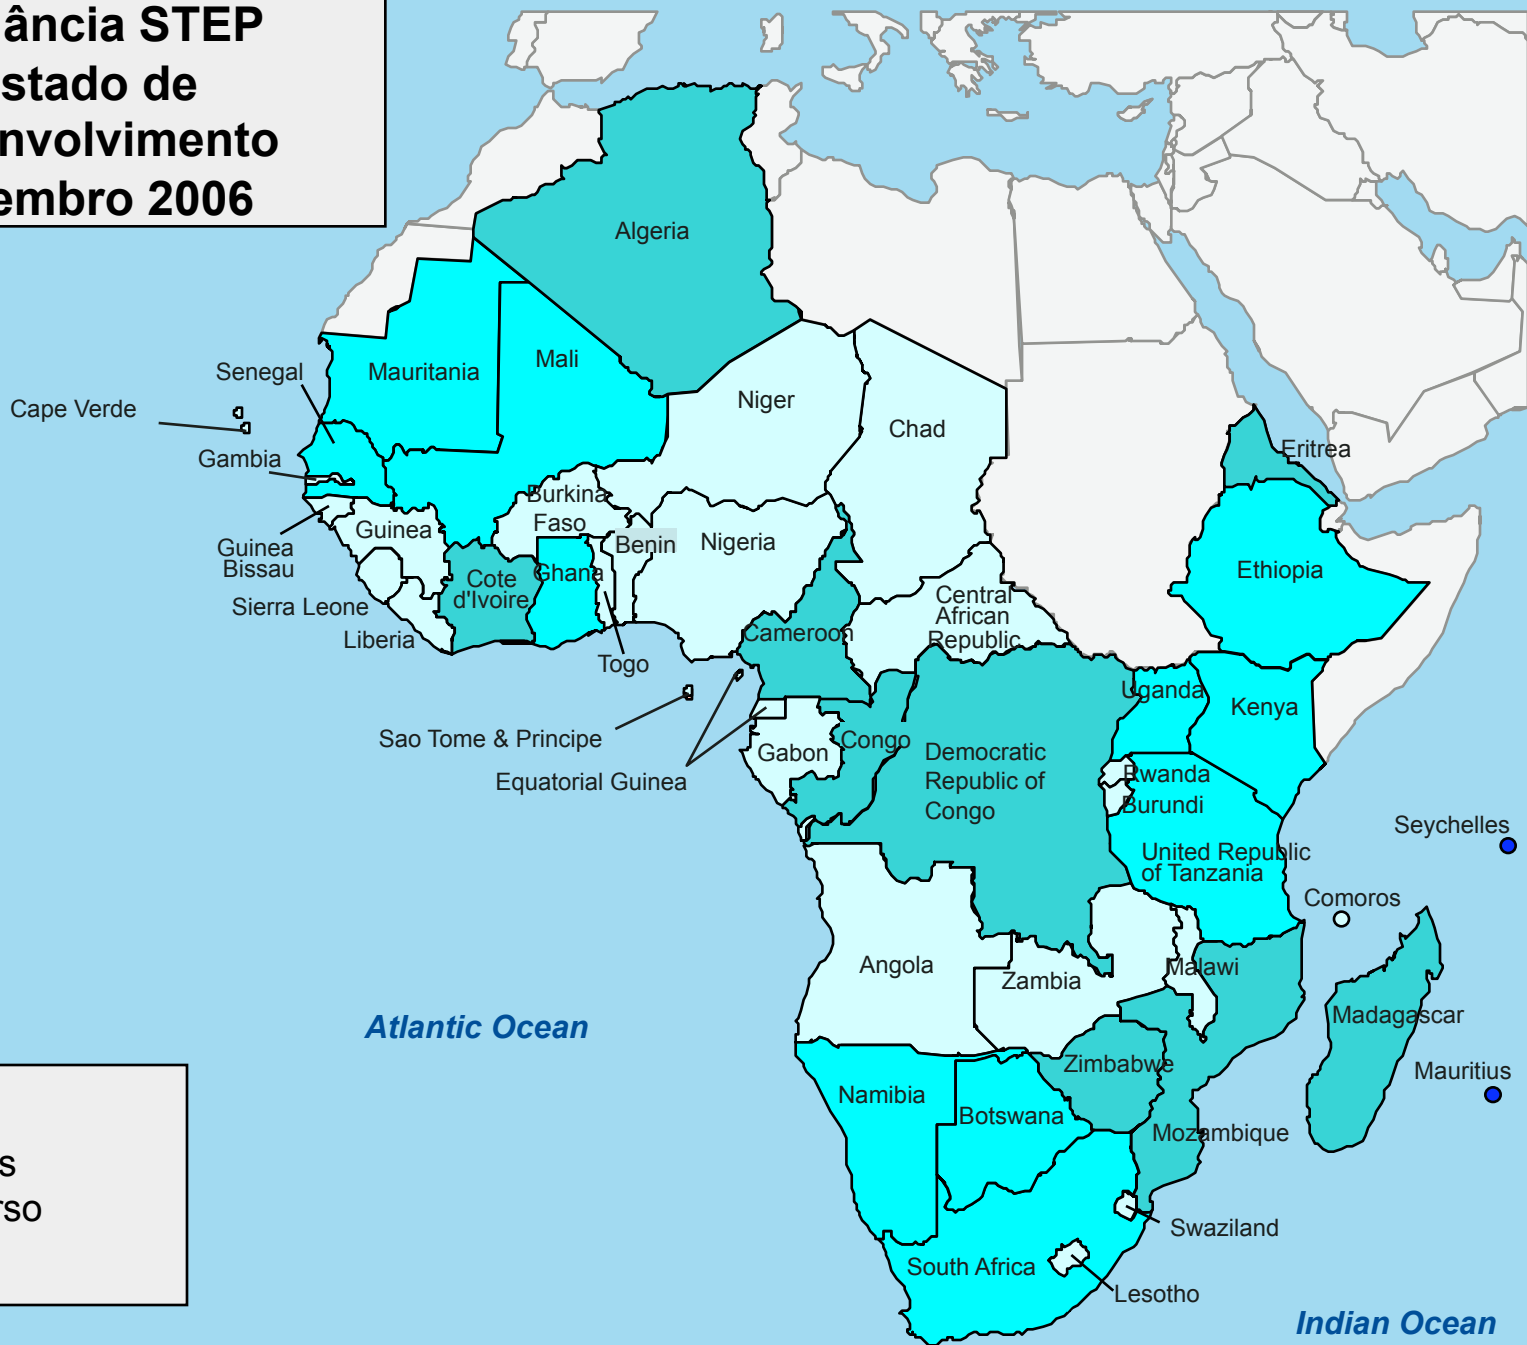 ância STEP
stado de
nvolvimento
embro 2006
Algeria
Mauritania
Mali
Niger
Chad
Senegal
Cape Verde
Gambia
Eritrea
Burkina
Faso
Guinea
Benin
Nigeria
Guinea
Bissau
Cote
d'Ivoire
Ghana
Ethiopia
Central
African
Republic
Sierra Leone
Liberia
Togo
Cameroon
Uganda
Kenya
Sao Tome & Principe
Equatorial Guinea
Gabon
Congo
Democratic
Republic of
Congo
Rwanda
Burundi
Seychelles
United Republic
of Tanzania
Comoros
Angola
Zambia
Malawi
Madagascar
Atlantic Ocean
Zimbabwe
Mauritius
Namibia
Botswana
Mozambique
s
rso
Swaziland
South Africa
Lesotho
Indian Ocean